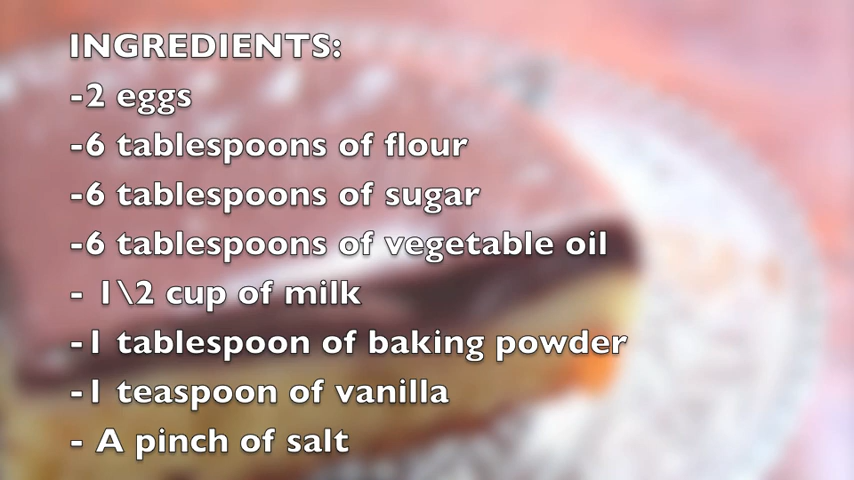 INGREDIENTS:
-2 eggs
-6 tablespoons of flour
-6 tablespoons of sugar
-6 tablespoons of vegetable oil
- 1\2 cup of milk
-1 tablespoon of baking powder
-1 teaspoon of vanilla
- A pinch of salt